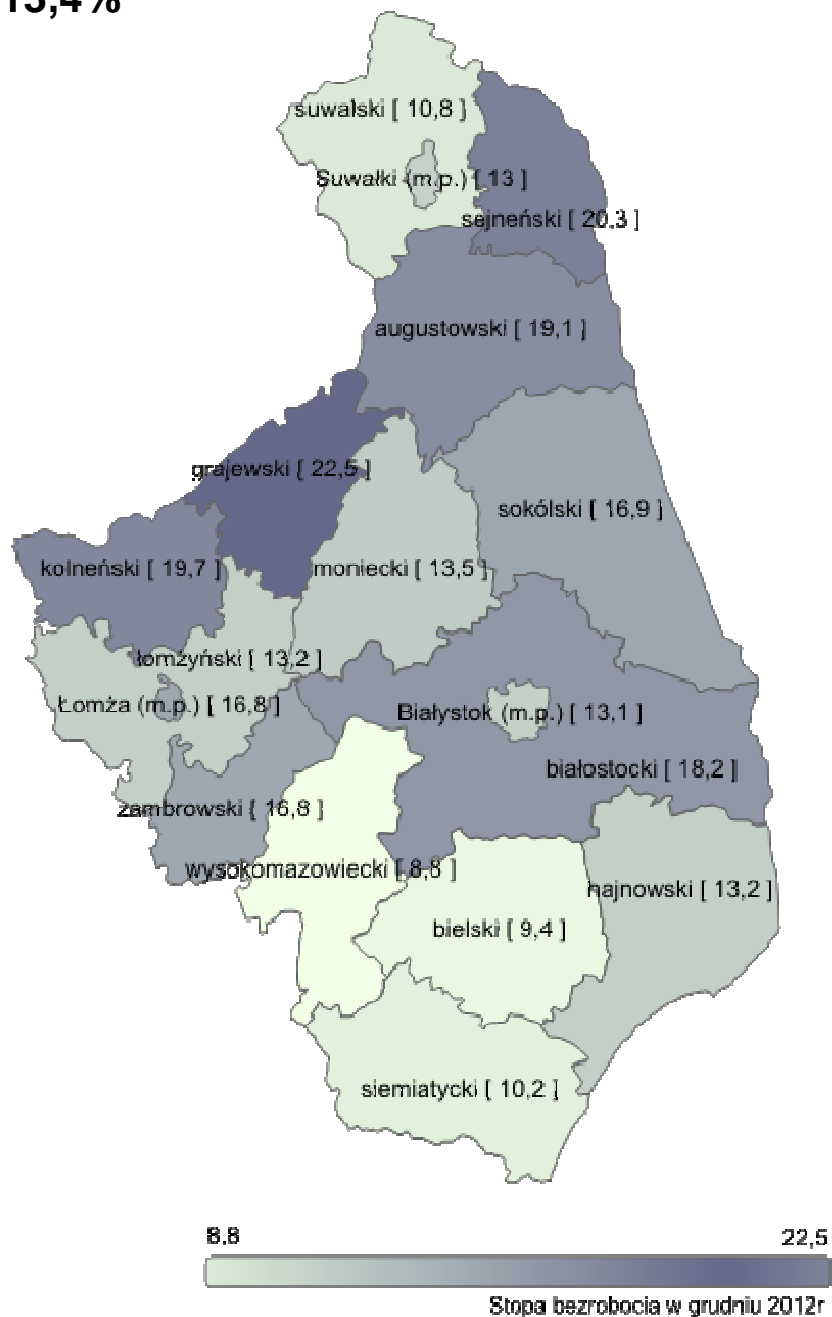 13,4%
suwalski [ 10,8 ]
Suwałki (m.p.) [ 13 ]
sejneński [ 20,3 ]
augustowski [ 19,1 ]
grajewski [ 22,5 ]
sokólski [ 16,9 ]
kolneński [ 19,7 ]
moniecki [ 13,5 ]
łomżyński [ 13,2 ]
Łomża (m.p.) [ 16,8 ]
Białystok (m.p.) [ 13,1 ]
białostocki [ 18,2 ]
zambrowski [ 16,8 ]
wysokomazowiecki [ 8,8 ]
hajnowski [ 13,2 ]
bielski [ 9,4 ]
siemiatycki [ 10,2 ]
8,8 22,5
Stopa bezrobocia w grudniu 2012r